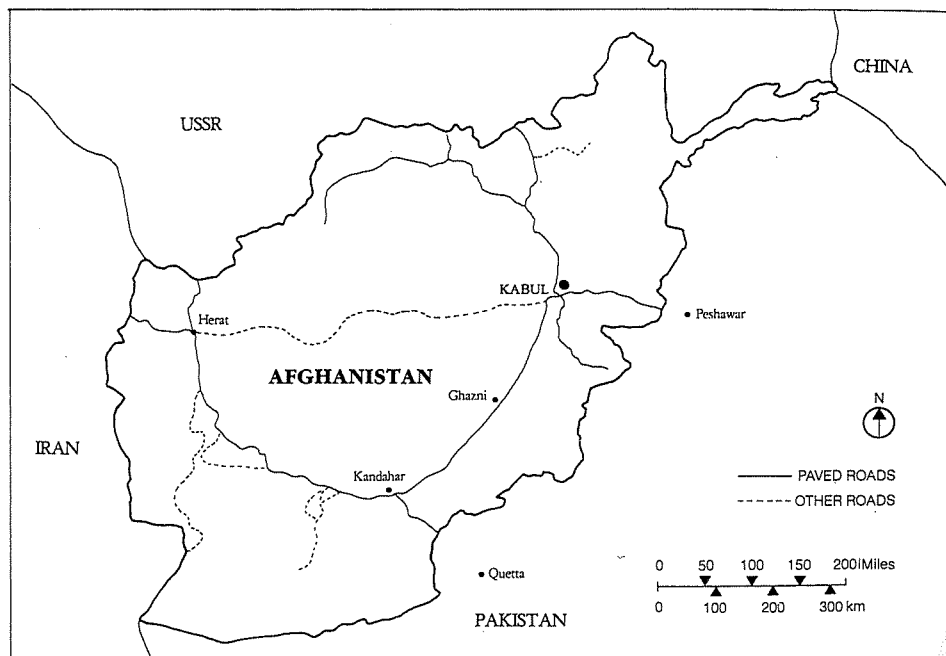 CHINA
USSR
KABUL
Peshawar
Herat
AFGHANISTAN
Ghazni
N
IRAN
PAVED ROADS
Kandahar
OTHER ROADS
0 50 100 150 200 Miles
Quetta
0 100 200 300 km
PAKISTAN